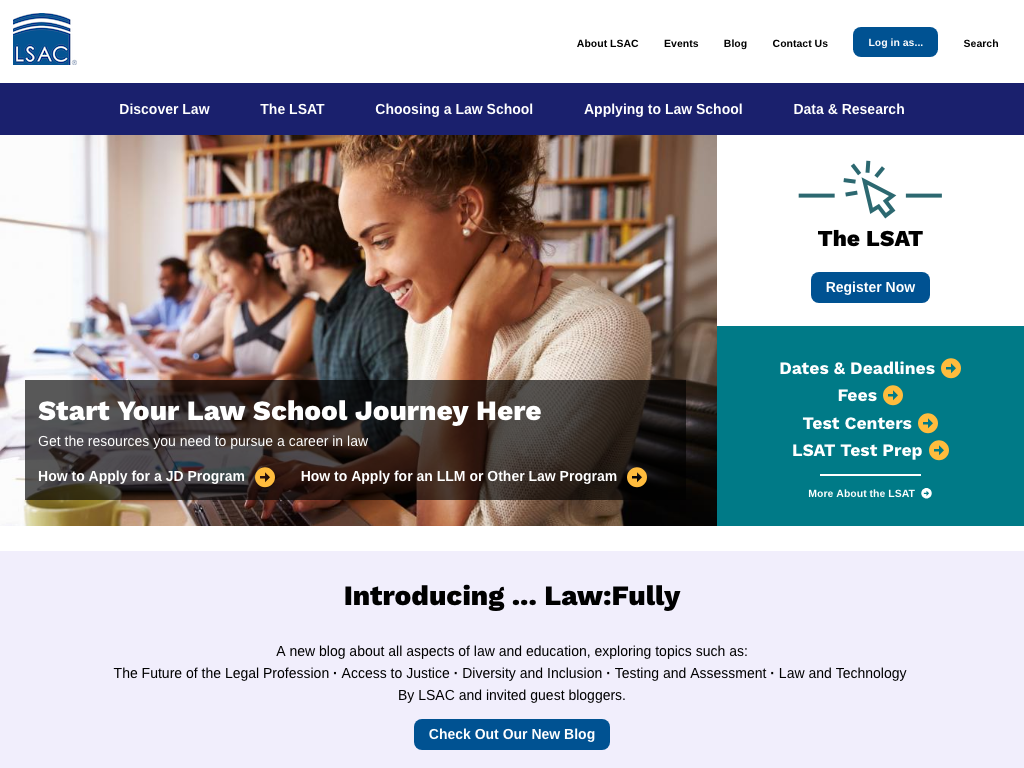 LSAC®
About LSAC
Events
Blog
Contact Us
Log in as...
Search
Discover Law
The LSAT
Choosing a Law School
Applying to Law School
Data & Research
The LSAT
Register Now
Start Your Law School Journey Here
Get the resources you need to pursue a career in law
How to Apply for a JD Program
How to Apply for an LLM or Other Law Program
Dates & Deadlines
Fees
Test Centers
LSAT Test Prep
More About the LSAT
Introducing ... Law:Fully
A new blog about all aspects of law and education, exploring topics such as:
The Future of the Legal Profession · Access to Justice · Diversity and Inclusion · Testing and Assessment · Law and Technology
By LSAC and invited guest bloggers.
Check Out Our New Blog